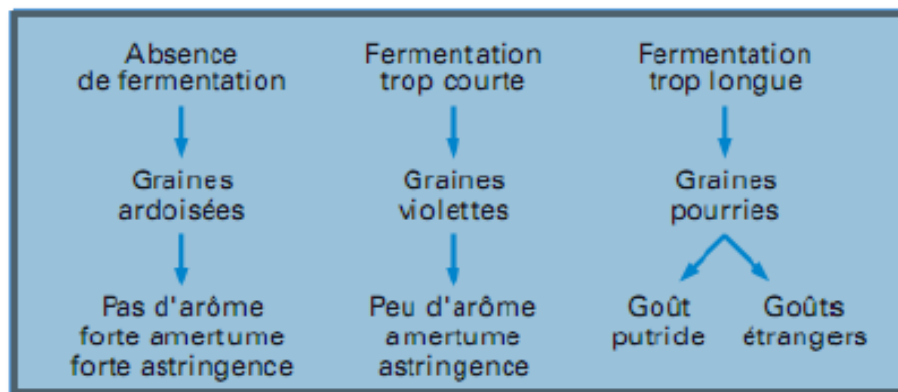 Absence
de fermentation
Fermentation
trop courte
Fermentation
trop longue
Graines
ardoisées
Graines
violettes
Graines
pourries
Pas d'arôme
forte amertume
forte astringence
Peu d'arôme
amertume
astringence
Goût
putride
Goûts
étrangers